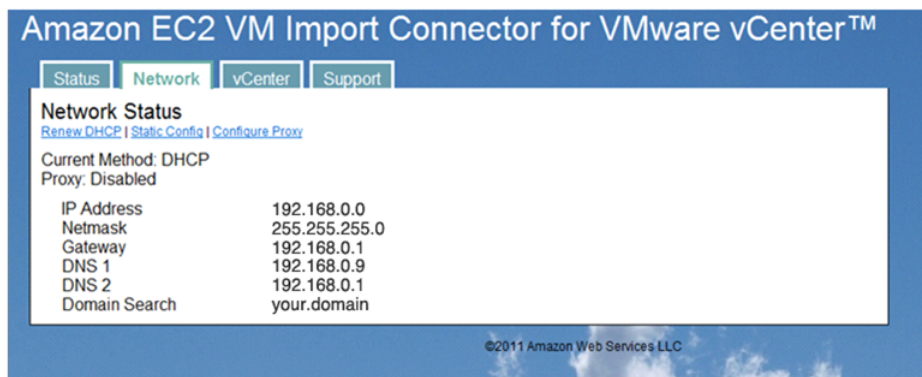 Amazon EC2 VM Import Connector for VMware vCenter™
Status Network vCenter Support
Network Status
Renew DHCP | Static Config | Configure Proxy
Current Method: DHCP
Proxy: Disabled
IP Address 192.168.0.0
Netmask 255.255.255.0
Gateway 192.168.0.1
DNS 1 192.168.0.9
DNS 2 192.168.0.1
Domain Search your.domain
©2011 Amazon Web Services LLC